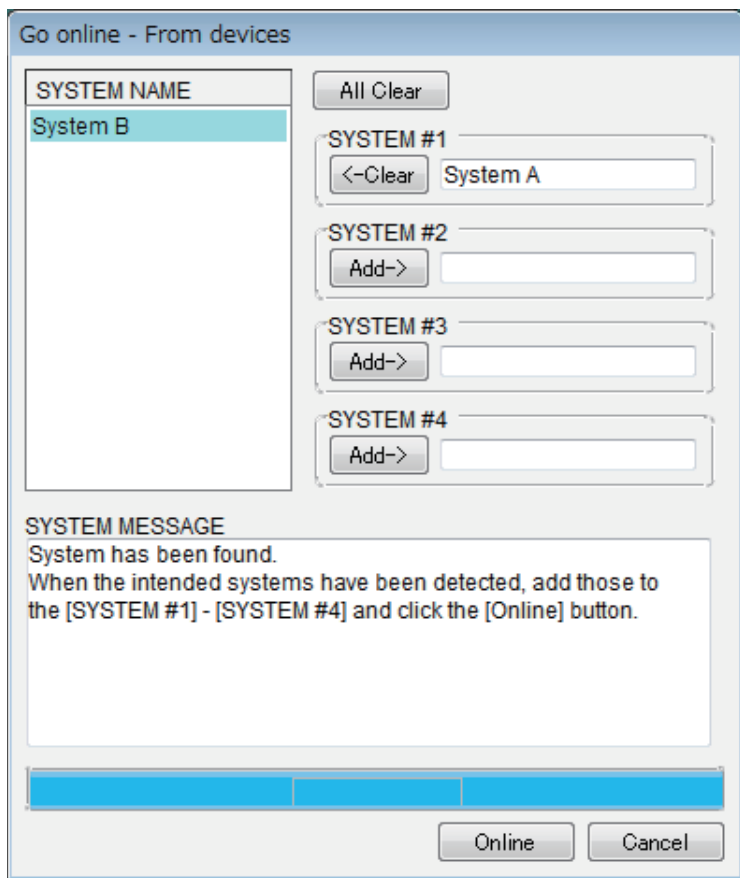 Go online - From devices
SYSTEM NAME
System B
All Clear
SYSTEM #1
<-Clear System A
SYSTEM #2
Add->
SYSTEM #3
Add->
SYSTEM #4
Add->
SYSTEM MESSAGE
System has been found.
When the intended systems have been detected, add those to
the [SYSTEM #1] - [SYSTEM #4] and click the [Online] button.
Online Cancel